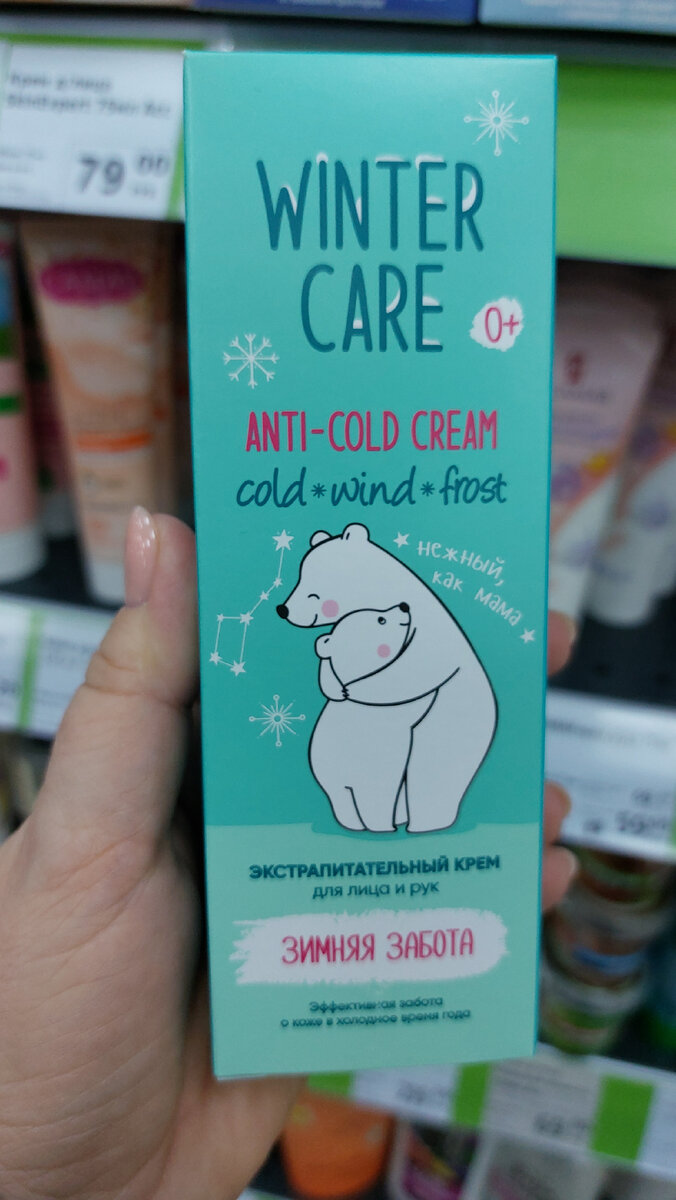 79 00
WINTER
CARE
0+
ANTI-COLD CREAM
cold*wind*frost
нежный,
как мама
ЭКСТРАПИТАТЕЛЬНЫЙ КРЕМ
для лица и рук
ЗИМНЯЯ ЗАБОТА
Эффективная забота
о коже в холодное время года